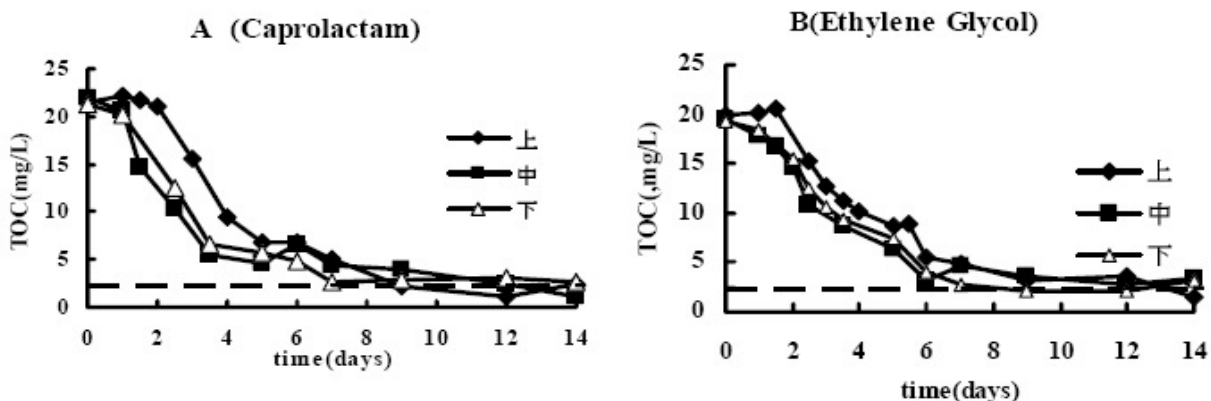 A (Caprolactam)
TOC(mg/L)
25
20
15
10
5
0
0 2 4 6 8 10 12 14
time(days)
上
中
下
B(Ethylene Glycol)
TOC(,mg/L)
25
20
15
10
5
0
0 2 4 6 8 10 12 14
time(days)
上
中
下